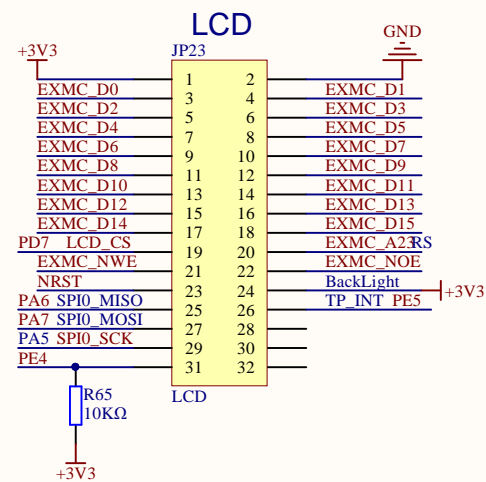 LCD
GND
+3V3 JP23
1 2
EXMC_D0 3 4 EXMC_D1
EXMC_D2 5 6 EXMC_D3
EXMC_D4 7 8 EXMC_D5
EXMC_D6 9 10 EXMC_D7
EXMC_D8 11 12 EXMC_D9
EXMC_D10 13 14 EXMC_D11
EXMC_D12 15 16 EXMC_D13
EXMC_D14 17 18 EXMC_D15
PD7 LCD_CS 19 20 EXMC_A23 RS
EXMC_NWE 21 22 EXMC_NOE
NRST 23 24 BackLight +3V3
PA6 SPI0_MISO 25 26 TP_INT PE5
PA7 SPI0_MOSI 27 28
PA5 SPI0_SCK 29 30
PE4 31 32
R65 LCD
10KΩ
+3V3